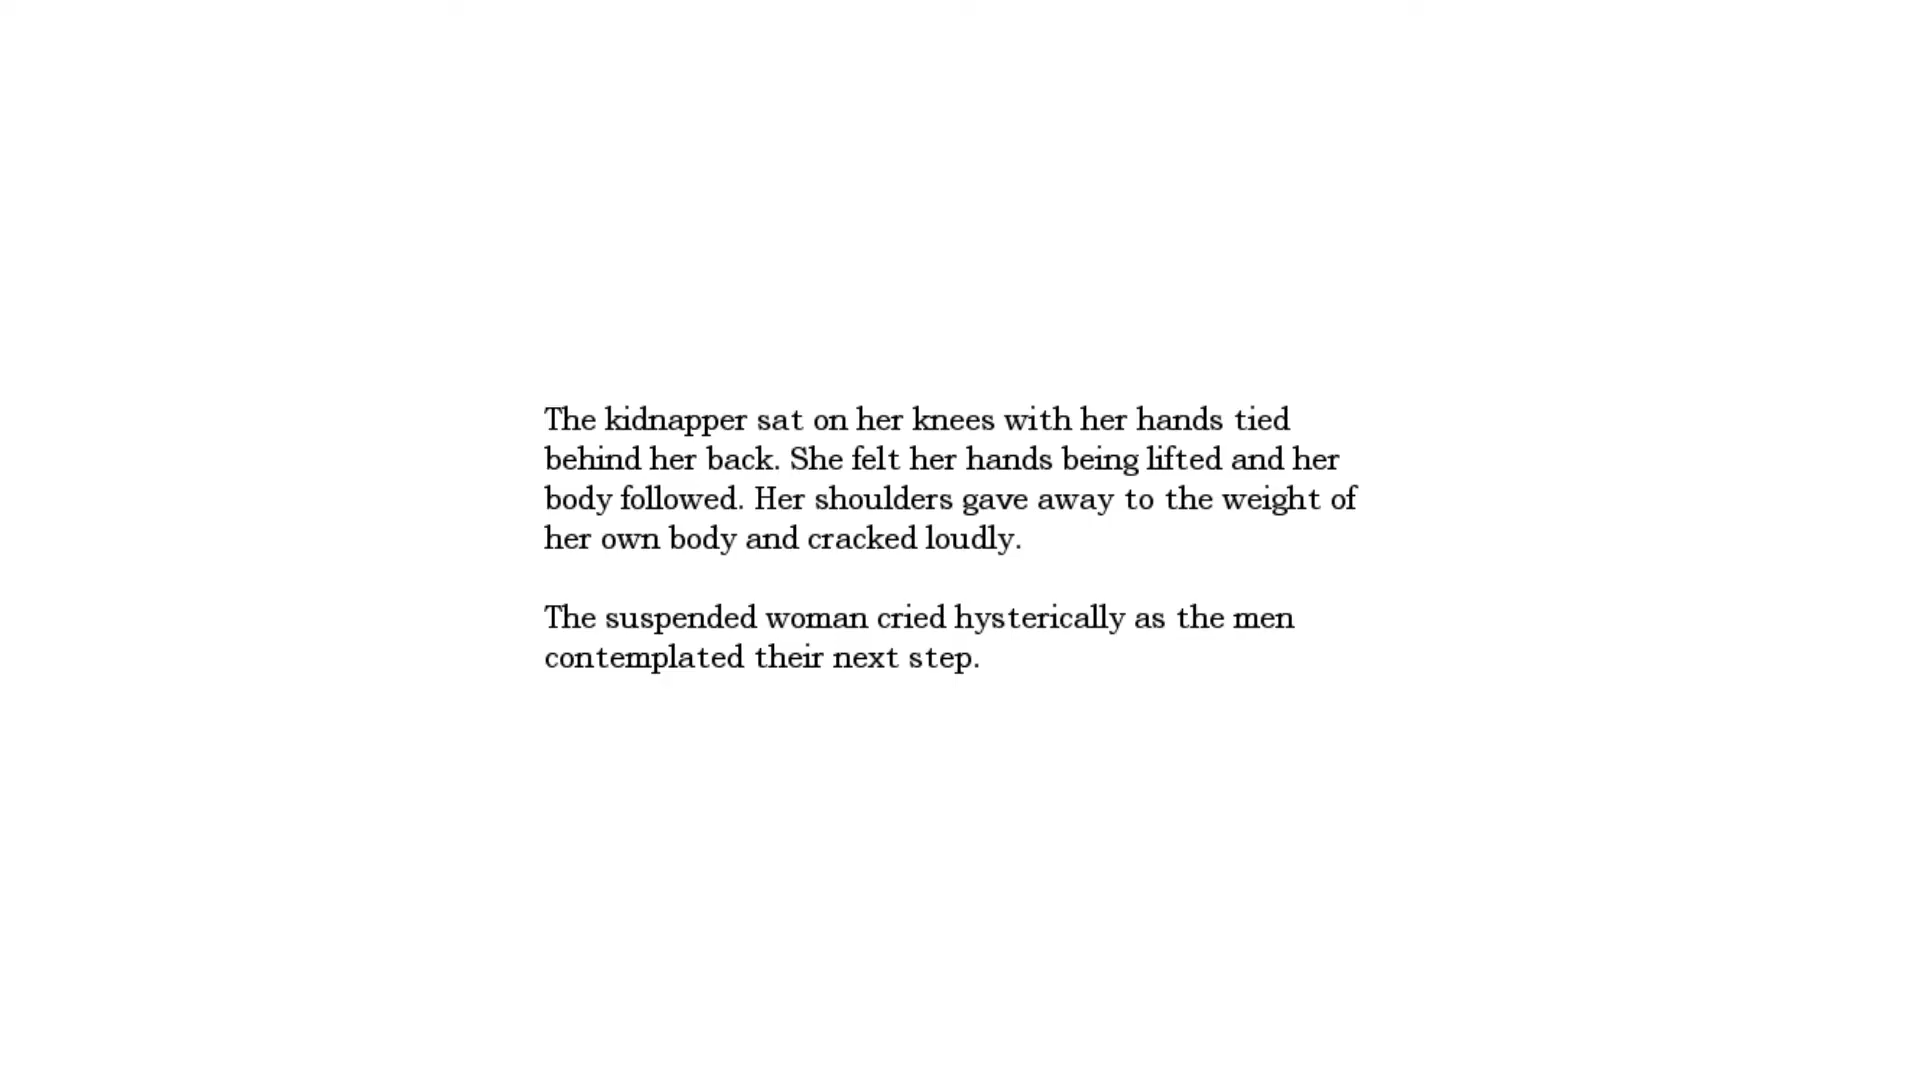 The kidnapper sat on her knees with her hands tied
behind her back. She felt her hands being lifted and her
body followed. Her shoulders gave away to the weight of
her own body and cracked loudly.
The suspended woman cried hysterically as the men
contemplated their next step.